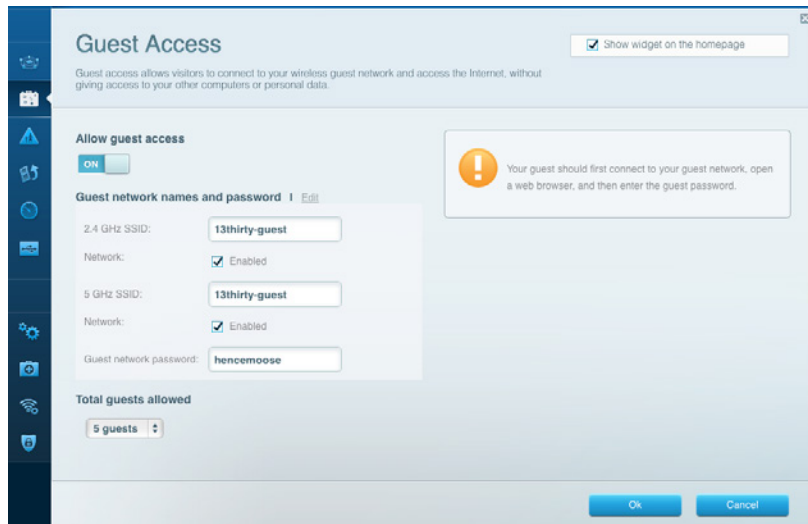 Guest Access
Show widget on the homepage
Guest access allows visitors to connect to your wireless guest network and access the Internet, without
giving access to your other computers or personal data.
Allow guest access
ON
Your guest should first connect to your guest network, open
a web browser, and then enter the guest password.
Guest network names and password | Edit
2.4 GHz SSID: 13thirty-guest
Network: Enabled
5 GHz SSID: 13thirty-guest
Network: Enabled
Guest network password: hencemoose
Total guests allowed
5 guests
Ok Cancel